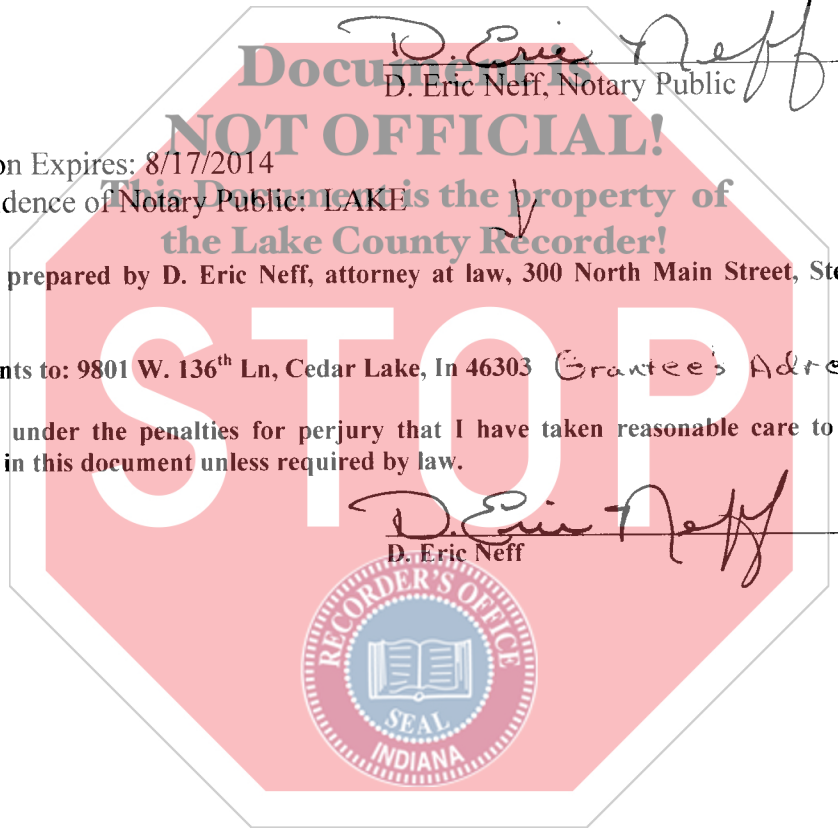 D. Eric Neff
Document is
D. Eric Neff, Notary Public
NOT OFFICIAL!
on Expires: 8/17/2014
This Document is the property of
dence of Notary Public: LAKE
the Lake County Recorder!
prepared by D. Eric Neff, attorney at law, 300 North Main Street, Ste
STOP
nts to: 9801 W. 136th Ln, Cedar Lake, In 46303 Grantee's Adre
under the penalties for perjury that I have taken reasonable care to
in this document unless required by law.
D. Eric Neff
D. Eric Neff
RECORDER'S OFFICE
SEAL
INDIANA